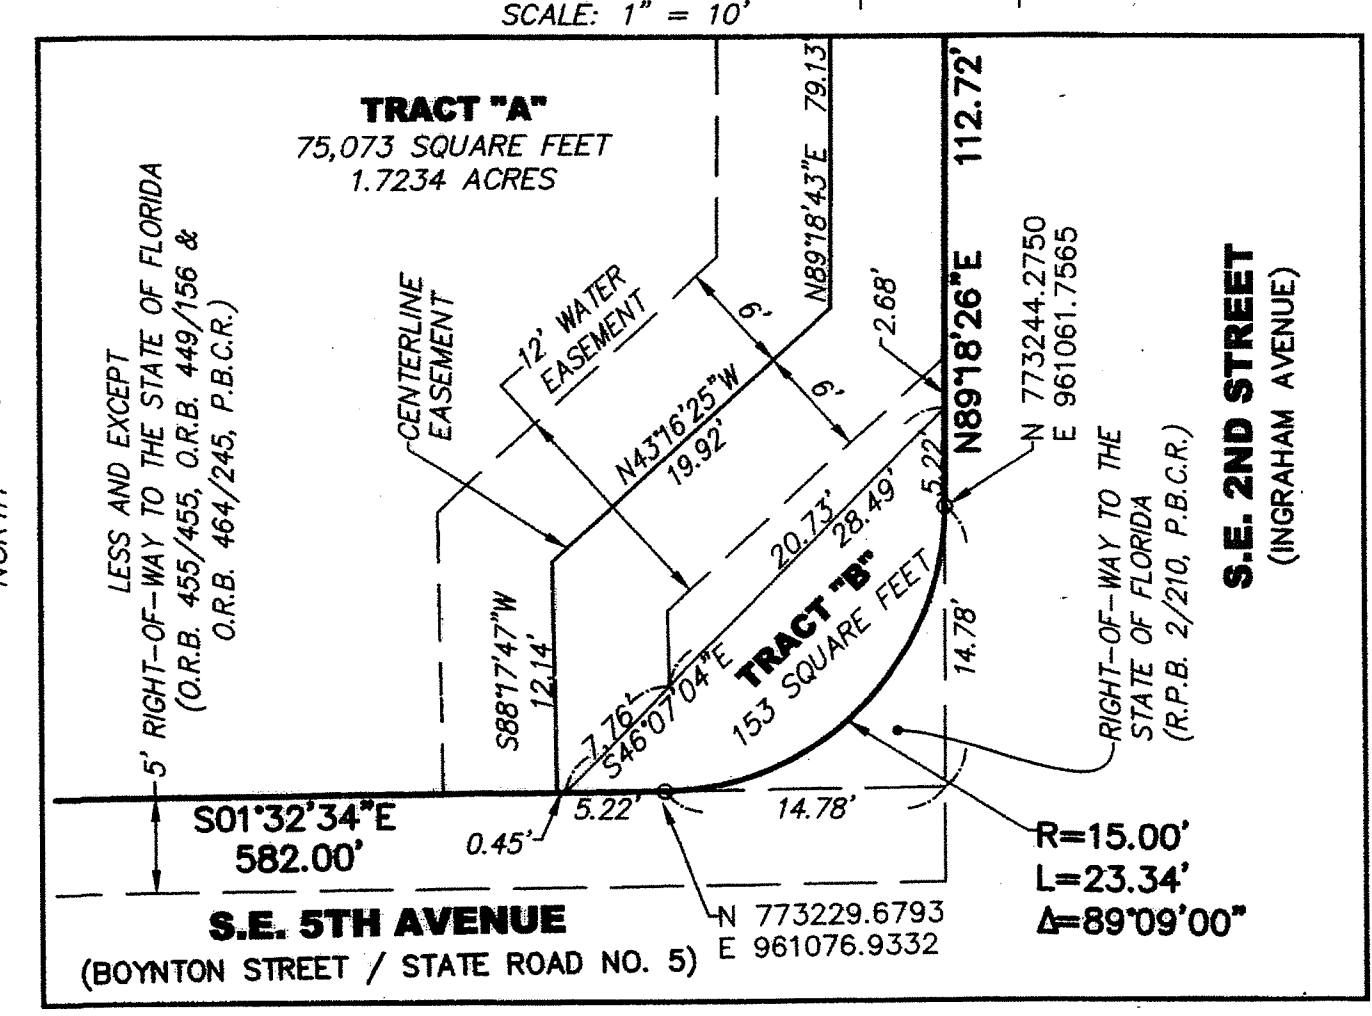 SCALE: 1" = 10'
TRACT "A"
75,073 SQUARE FEET
1.7234 ACRES
LESS AND EXCEPT
5' RIGHT-OF-WAY TO THE STATE OF FLORIDA
(O.R.B. 455/455, O.R.B. 449/156 &
O.R.B. 464/245, P.B.C.R.)
CENTERLINE
EASEMENT
12' WATER
EASEMENT
6'
6'
N89°18'43"E 79.13'
112.72'
N89°18'26"E
2.68'
N 773244.2750
E 961061.7565
S.E. 2ND STREET
(INGRAHAM AVENUE)
N43°16'25"W
19.92'
5.22'
20.73'
28.49'
TRACT "B"
153 SQUARE FEET
S88°17'47"W
12.14'
7.76'
S46°07'04"E
14.78'
RIGHT-OF-WAY TO THE
STATE OF FLORIDA
(R.P.B. 2/210, P.B.C.R.)
S01°32'34"E
582.00'
0.45'
5.22'
14.78'
R=15.00'
L=23.34'
Δ=89°09'00"
S.E. 5TH AVENUE
(BOYNTON STREET / STATE ROAD NO. 5)
N 773229.6793
E 961076.9332